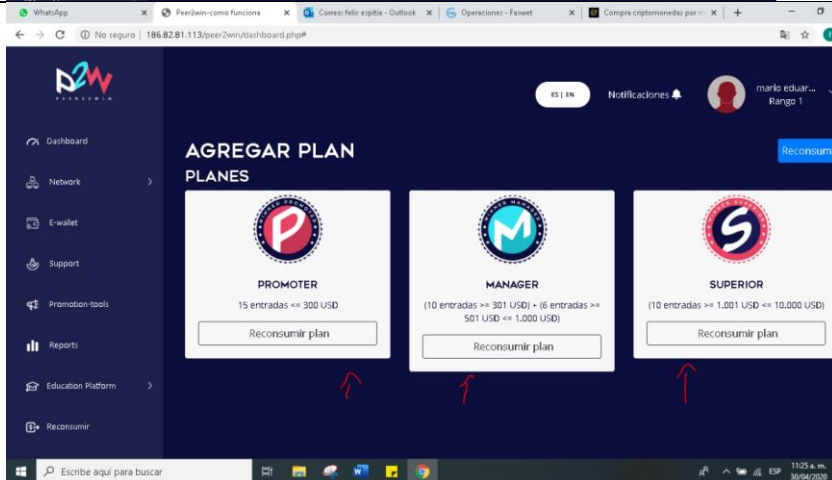 WhatsApp
Peer2win-como funciona
Correo: felix espitia - Outlook
Operaciones - Faswet
Compra criptomonedas por m
No seguro | 186.82.81.113/peer2win/dashboard.php#
p2W
PEER2WIN
ES | EN
Notificaciones
mario eduar...
Rango 1
Dashboard
Network
E-wallet
Support
Promotion-tools
Reports
Education Platform
Reconsumir
AGREGAR PLAN
Reconsum
PLANES
P
PROMOTER
15 entradas <= 300 USD
Reconsumir plan
M
MANAGER
(10 entradas >= 301 USD) + (6 entradas >=
501 USD <= 1.000 USD)
Reconsumir plan
S
SUPERIOR
(10 entradas >= 1.001 USD <= 10.000 USD)
Reconsumir plan
Escribe aquí para buscar
ESP
11:25 a. m.
30/04/2020